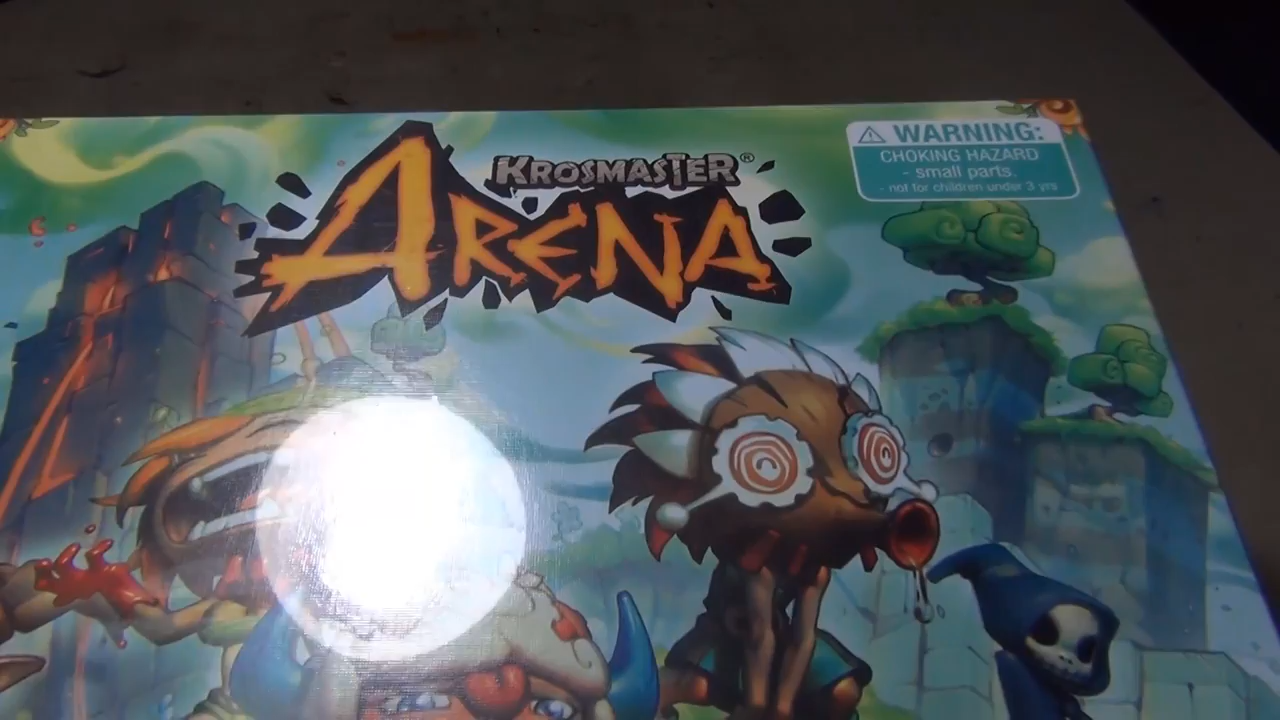 KROSMASTER®
ARENA
WARNING:
CHOKING HAZARD
- small parts.
- not for children under 3 yrs